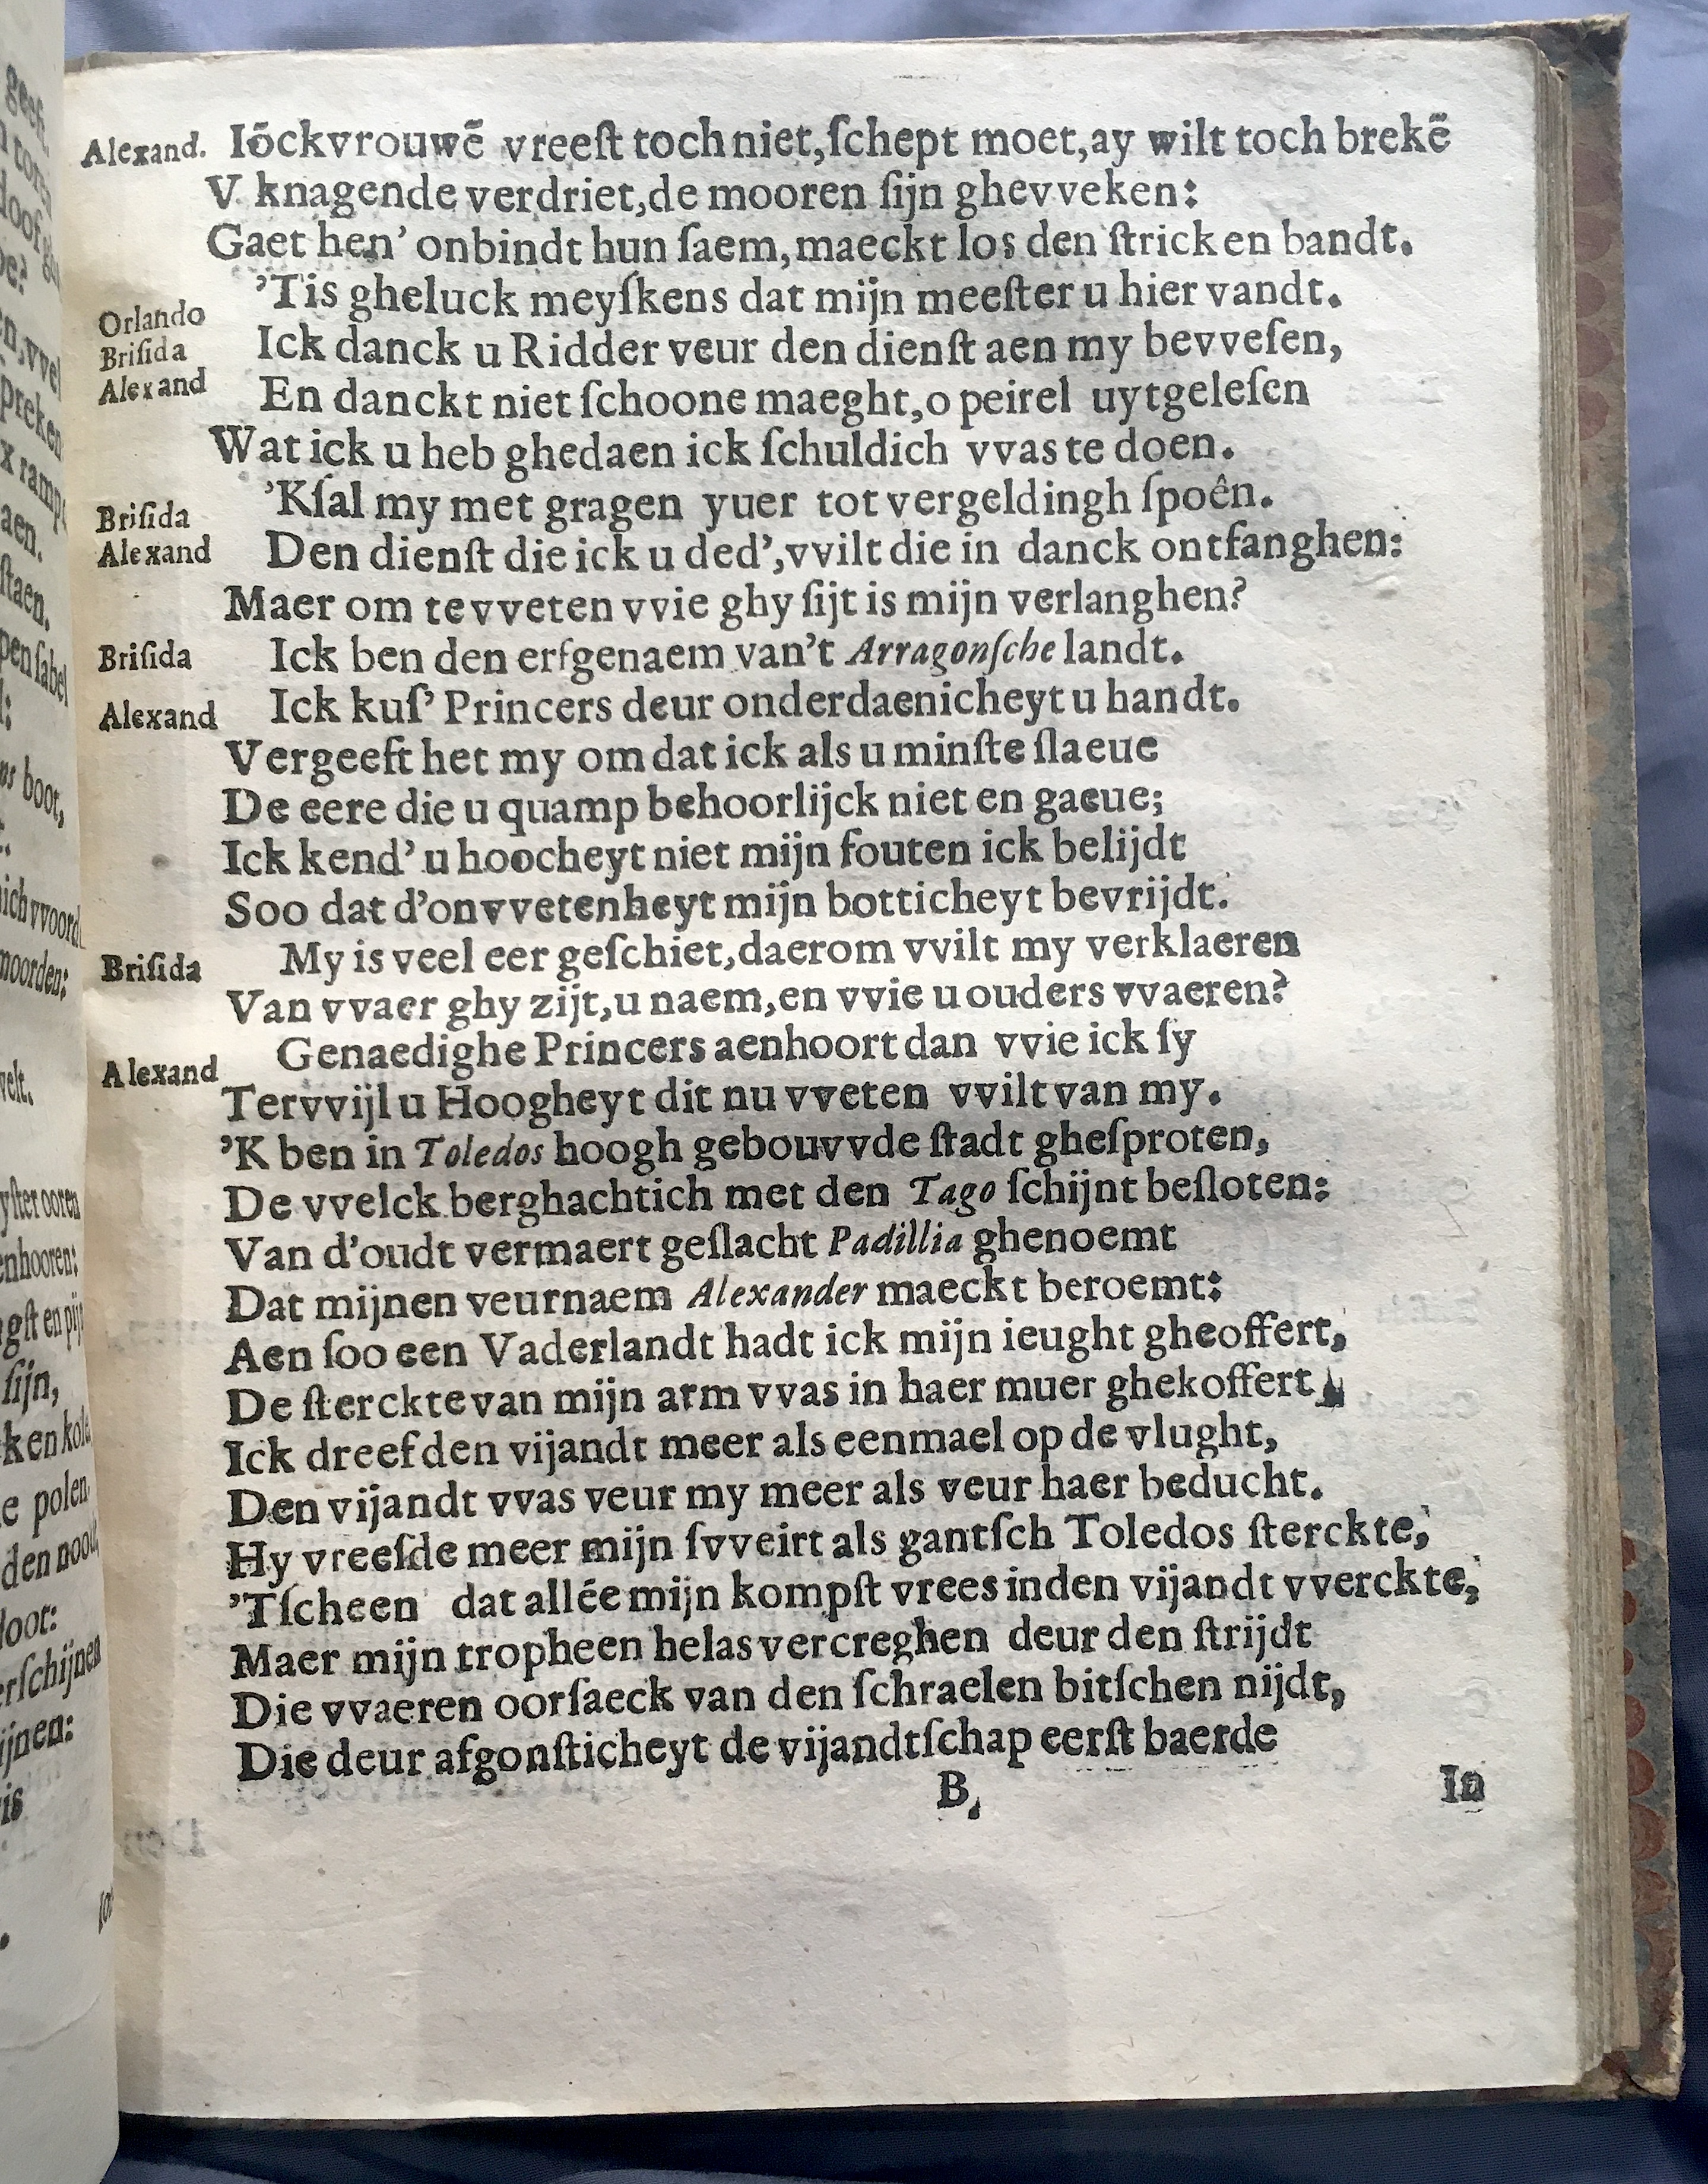 Alexand. Iōckvrouwē vreeſt toch niet, ſchept moet, ay wilt toch brekē
V knagende verdriet, de mooren ſijn ghevveken:
Gaet hen' onbindt hun ſaem, maeckt los den ſtrick en bandt.
Orlando 'Tis gheluck meyſkens dat mijn meeſter u hier vandt.
Briſida Ick danck u Ridder veur den dienſt aen my bevveſen,
Alexand En danckt niet ſchoone maeght, o peirel uytgeleſen
Wat ick u heb ghedaen ick ſchuldich vvas te doen.
Briſida 'Kſal my met gragen yuer tot vergeldingh ſpoên.
Alexand Den dienſt die ick u ded', vvilt die in danck ontfanghen:
Maer om te vveten vvie ghy ſijt is mijn verlanghen?
Briſida Ick ben den erfgenaem van't Arragonſche landt.
Alexand Ick kuſ' Princers deur onderdaenicheyt u handt.
Vergeeft het my om dat ick als u minſte ſlaeue
De eere die u quamp behoorlijck niet en gaeue;
Ick kend' u hoocheyt niet mijn fouten ick belijdt
Soo dat d'onvvetenheyt mijn botticheyt bevrijdt.
Briſida My is veel eer geſchiet, daerom vvilt my verklaeren
Van vvaer ghy zijt, u naem, en vvie u ouders vvaeren?
Alexand Genaedighe Princers aenhoort dan vvie ick ſy
Tervvijl u Hoogheyt dit nu vveten vvilt van my.
'K ben in Toledos hoogh gebouvvde ſtadt gheſproten,
De vvelck berghachtich met den Tago ſchijnt beſloten:
Van d'oudt vermaert geſlacht Padillia ghenoemt
Dat mijnen veurnaem Alexander maeckt beroemt:
Aen ſoo een Vaderlandt hadt ick mijn ieught gheoffert,
De ſterckte van mijn arm vvas in haer muer ghekoffert
Ick dreef den vijandt meer als eenmael op de vlught,
Den vijandt vvas veur my meer als veur haer beducht.
Hy vreeſde meer mijn ſvveirt als gantſch Toledos ſterckte,
'Tſcheen dat allée mijn kompſt vrees inden vijandt vverckte,
Maer mijn tropheen helas vercreghen deur den ſtrijdt
Die vvaeren oorſaeck van den ſchraelen bitſchen nijdt,
Die deur afgonſticheyt de vijandtſchap eerſt baerde
B, In